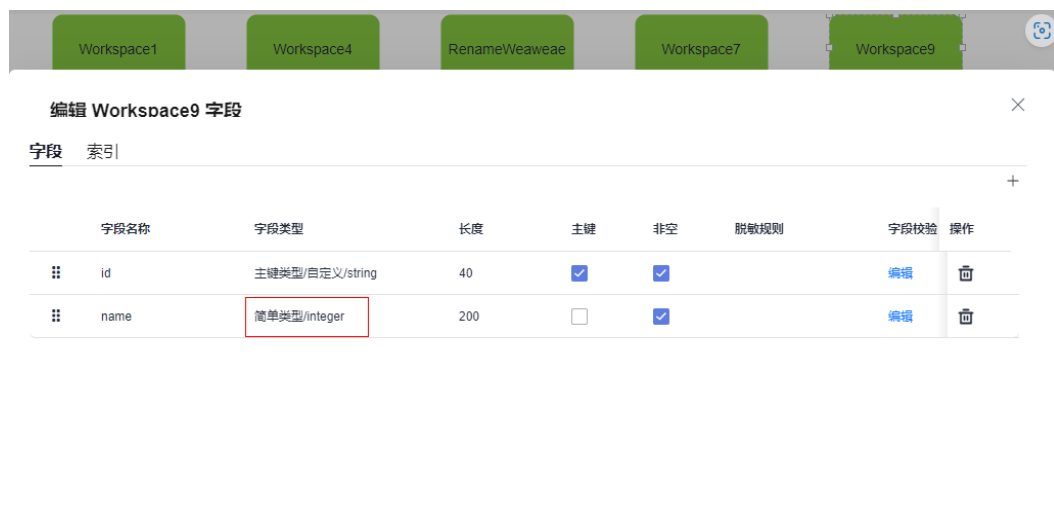 Workspace1 Workspace4 RenameWeaweae Workspace7 Workspace9
编辑 Workspace9 字段
字段 索引
字段名称 字段类型 长度 主键 非空 脱敏规则 字段校验 操作
id 主键类型/自定义/string 40 编辑
name 简单类型/integer 200 编辑